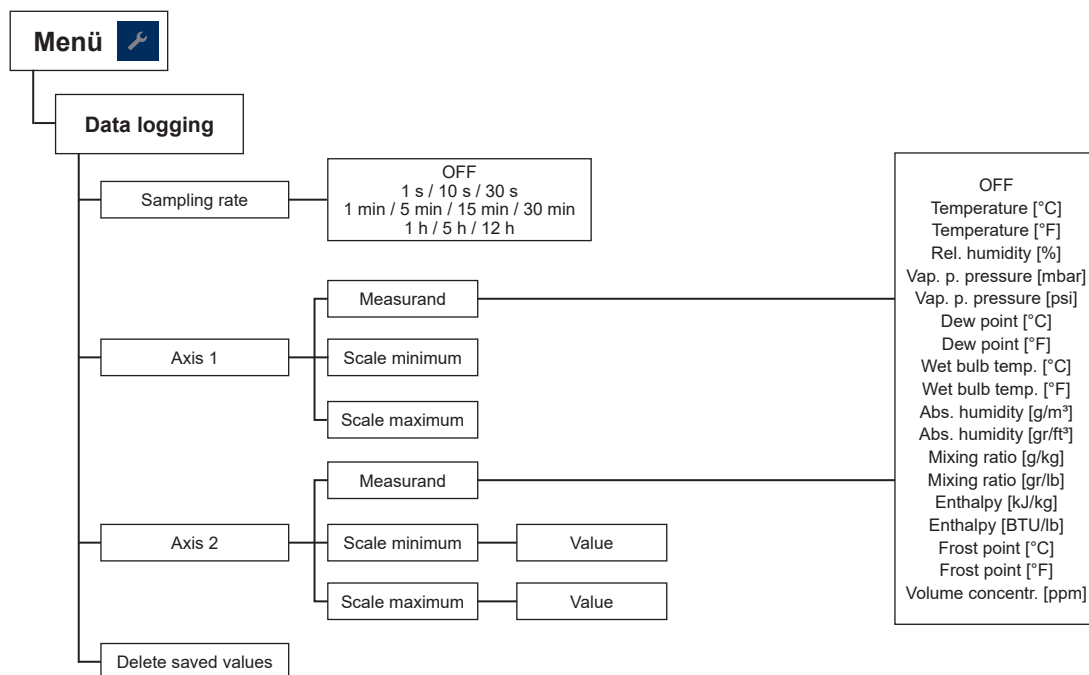 Menü
Data logging
Sampling rate
OFF
1 s / 10 s / 30 s
1 min / 5 min / 15 min / 30 min
1 h / 5 h / 12 h
Axis 1
Measurand
Scale minimum
Scale maximum
Axis 2
Measurand
Scale minimum
Value
Scale maximum
Value
Delete saved values
OFF
Temperature [°C]
Temperature [°F]
Rel. humidity [%]
Vap. p. pressure [mbar]
Vap. p. pressure [psi]
Dew point [°C]
Dew point [°F]
Wet bulb temp. [°C]
Wet bulb temp. [°F]
Abs. humidity [g/m³]
Abs. humidity [gr/ft³]
Mixing ratio [g/kg]
Mixing ratio [gr/lb]
Enthalpy [kJ/kg]
Enthalpy [BTU/lb]
Frost point [°C]
Frost point [°F]
Volume concentr. [ppm]